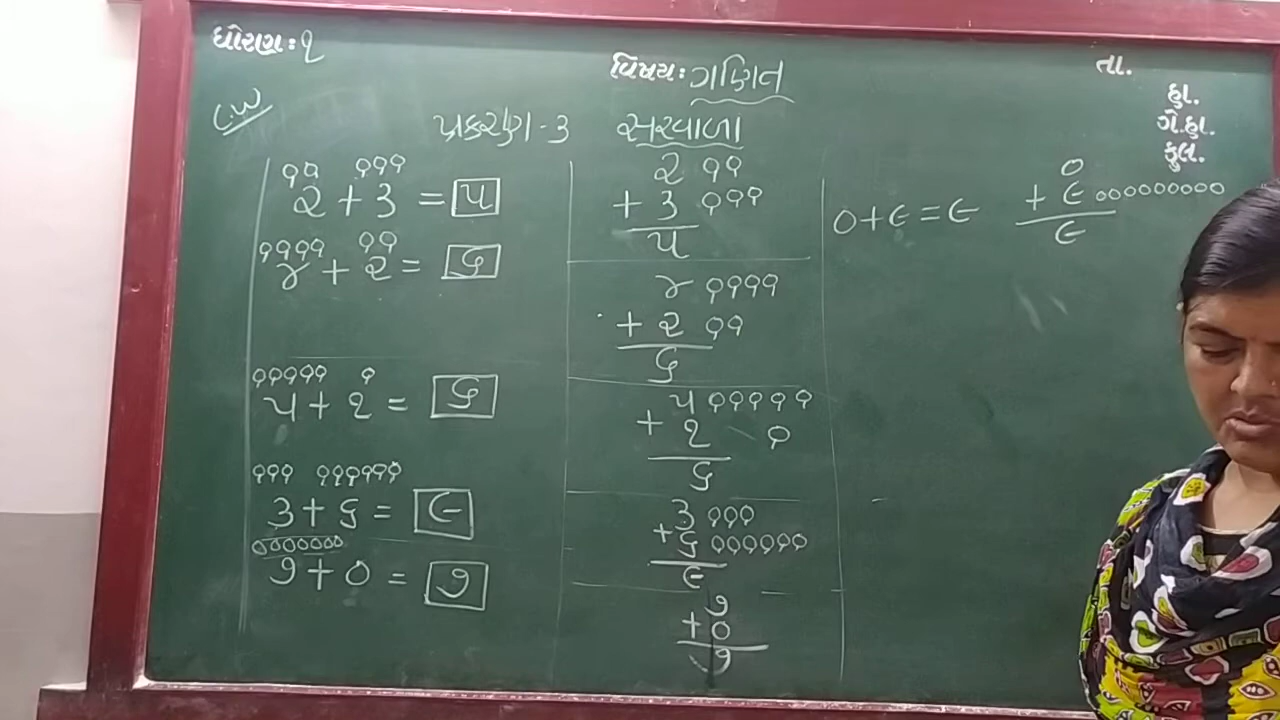 ધોરણ: ૧
વિષય: ગણિત
તા.
હા.
ગે.હા.
કુલ.
C.W
પ્રકરણ-૩ સરવાળા
૨ + ૩ = ૫
૪ + ૨ = ૬
૫ + ૧ = ૬
૩ + ૬ = ૯
૭ + ૦ = ૭
૨
+ ૩
૫
૪
+ ૨
૬
૫
+ ૧
૬
૩
+ ૬
૯
૭
+ ૦
૭
૦ + ૯ = ૯
૦
+ ૯
૯